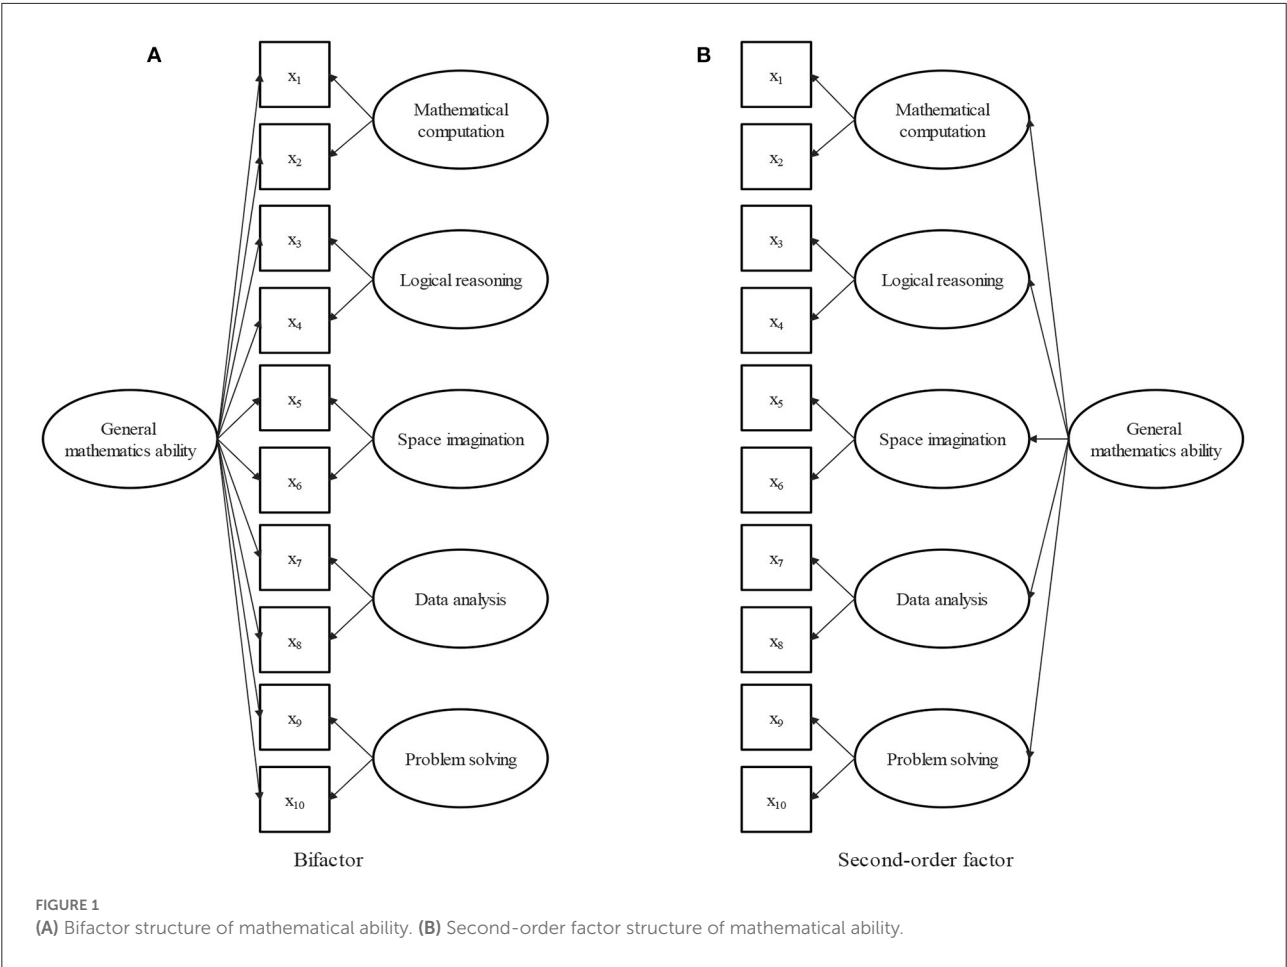 A
x1
x2
x3
x4
x5
x6
x7
x8
x9
x10
General
mathematics ability
Mathematical
computation
Logical reasoning
Space imagination
Data analysis
Problem solving
Bifactor
B
x1
x2
x3
x4
x5
x6
x7
x8
x9
x10
Mathematical
computation
Logical reasoning
Space imagination
Data analysis
Problem solving
General
mathematics ability
Second-order factor
FIGURE 1
(A) Bifactor structure of mathematical ability. (B) Second-order factor structure of mathematical ability.